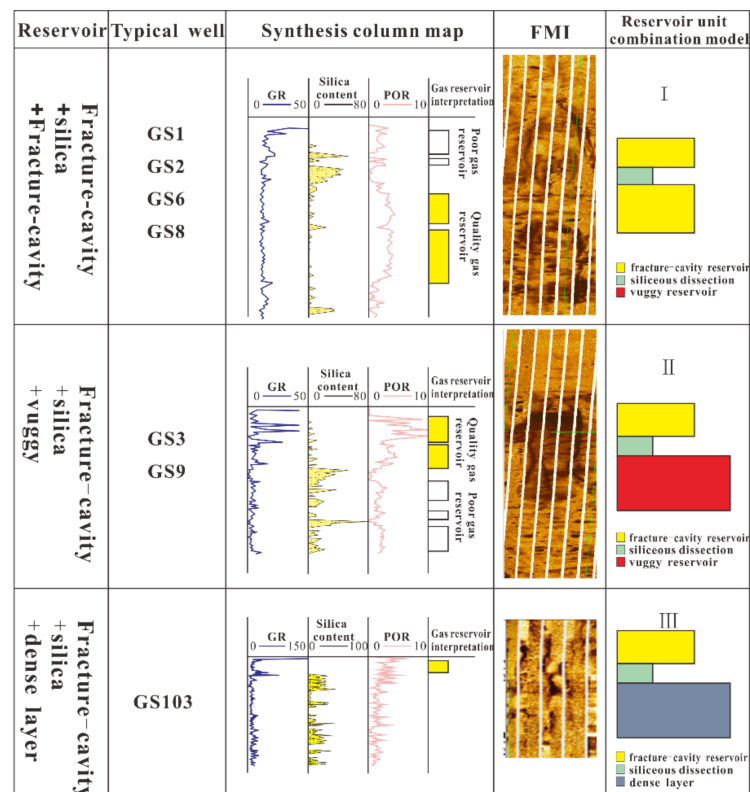 Reservoir Typical well Synthesis column map FMI Reservoir unit
combination model
Fracture-cavity
+silica
+Fracture-cavity
GS1
GS2
GS6
GS8
GR
0 50
Silica
content
0 80
POR
0 10
Gas reservoir
interpretation
Poor gas
reservoir
Quality gas
reservoir
I
fracture-cavity reservoir
siliceous dissection
vuggy reservoir
Fracture-cavity
+silica
+vuggy
GS3
GS9
GR
0 50
Silica
content
0 80
POR
0 10
Gas reservoir
interpretation
Quality gas
reservoir
Poor gas
reservoir
II
fracture-cavity reservoir
siliceous dissection
vuggy reservoir
Fracture-cavity
+silica
+dense layer
GS103
GR
0 150
Silica
content
0 100
POR
0 10
Gas reservoir
interpretation
III
fracture-cavity reservoir
siliceous dissection
dense layer